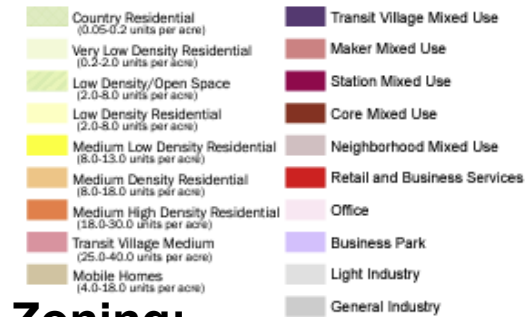 Country Residential
(0.05-0.2 units per acre)
Very Low Density Residential
(0.2-2.0 units per acre)
Low Density/Open Space
(2.0-8.0 units per acre)
Low Density Residential
(2.0-8.0 units per acre)
Medium Low Density Residential
(8.0-13.0 units per acre)
Medium Density Residential
(8.0-18.0 units per acre)
Medium High Density Residential
(18.0-30.0 units per acre)
Transit Village Medium
(25.0-40.0 units per acre)
Mobile Homes
(4.0-18.0 units per acre)
Zoning:
Transit Village Mixed Use
Maker Mixed Use
Station Mixed Use
Core Mixed Use
Neighborhood Mixed Use
Retail and Business Services
Office
Business Park
Light Industry
General Industry